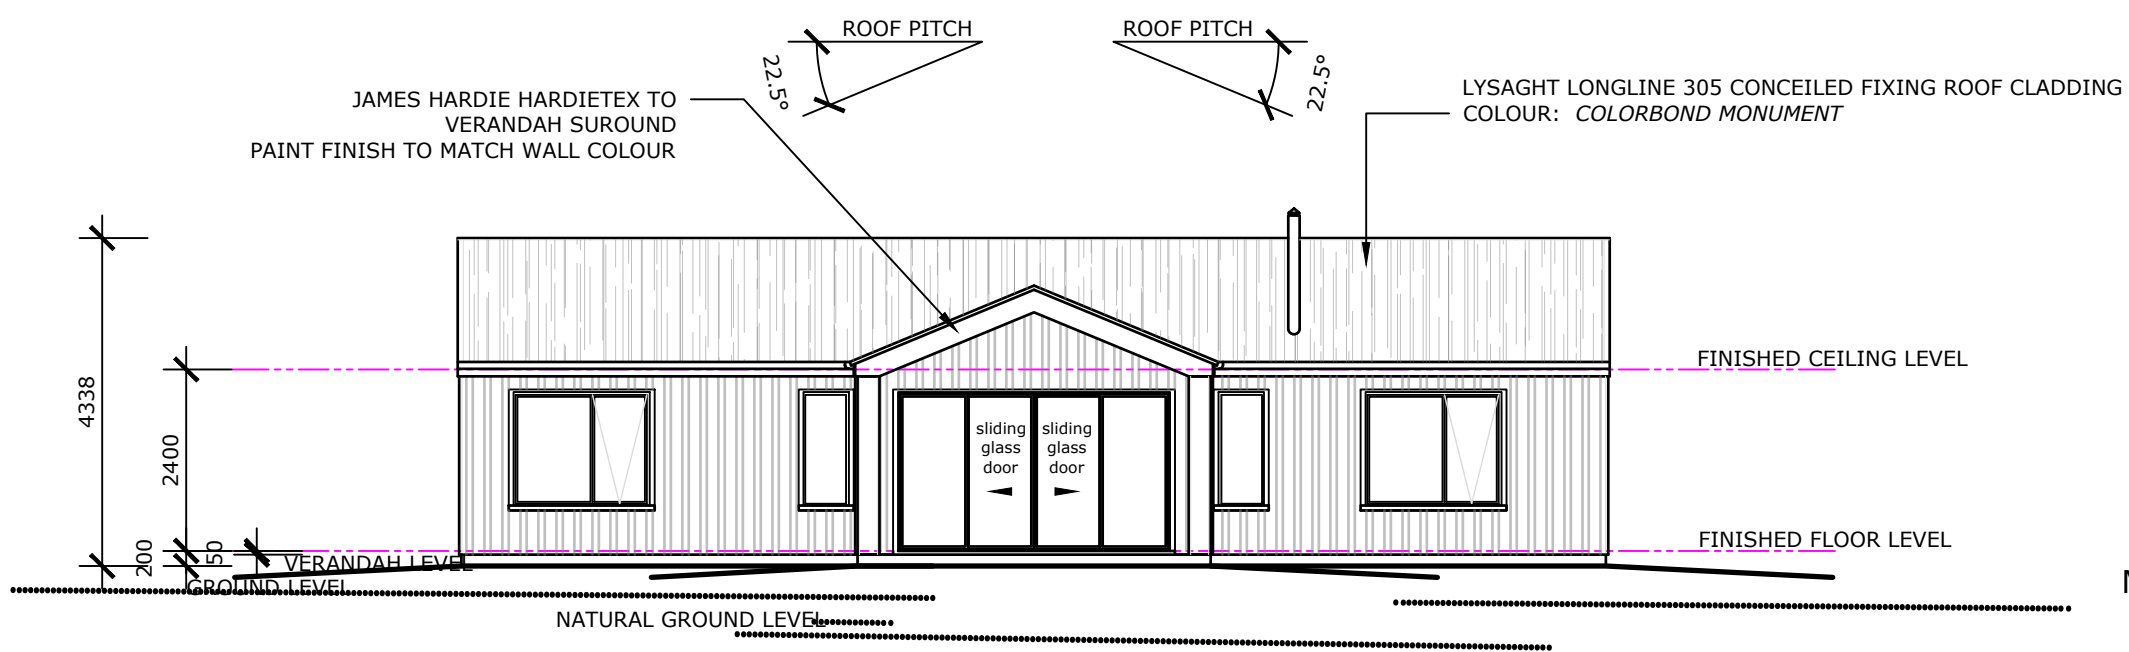 ROOF PITCH
ROOF PITCH
22.5°
22.5°
JAMES HARDIE HARDIETEX TO
VERANDAH SUROUND
PAINT FINISH TO MATCH WALL COLOUR
LYSAGHT LONGLINE 305 CONCEILED FIXING ROOF CLADDING
COLOUR: COLORBOND MONUMENT
FINISHED CEILING LEVEL
4338
2400
sliding
glass
door
sliding
glass
door
200
50
FINISHED FLOOR LEVEL
VERANDAH LEVEL
GROUND LEVEL
NATURAL GROUND LEVEL